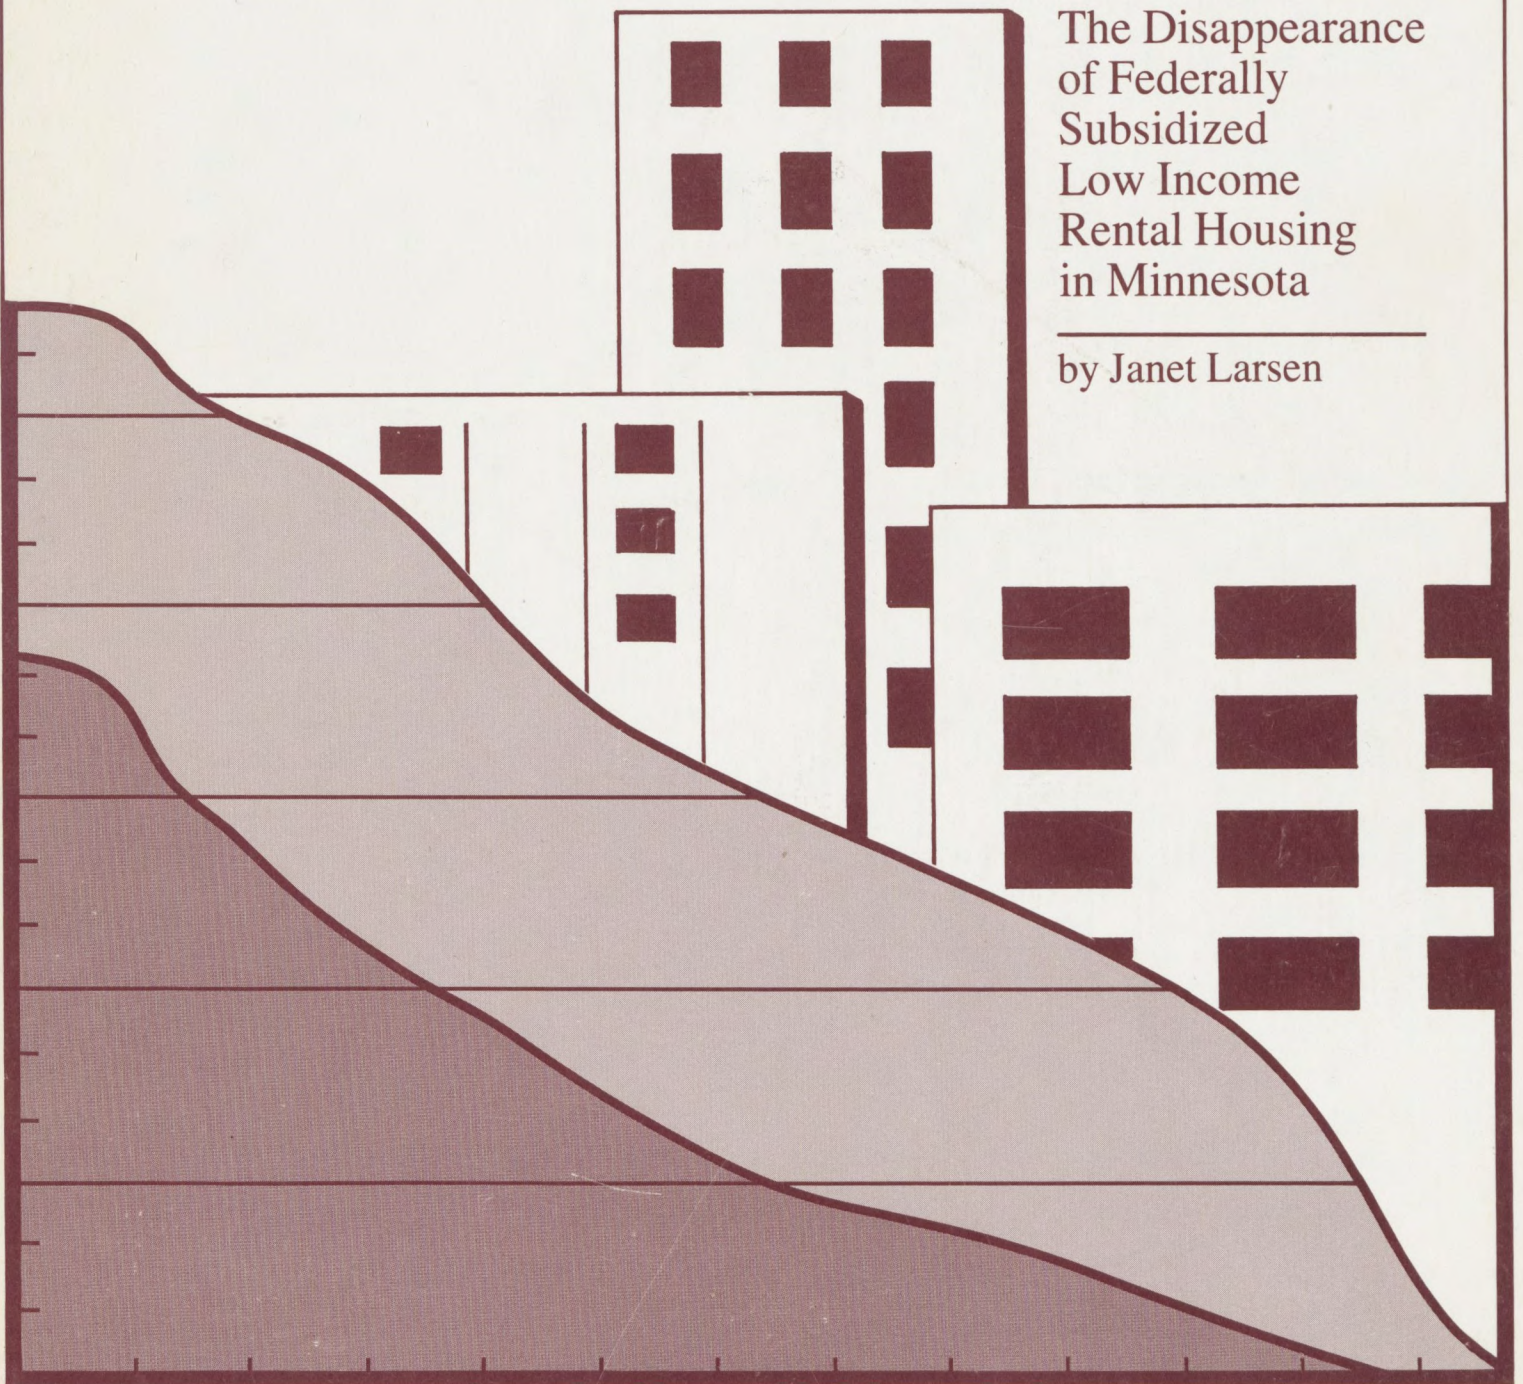 The Disappearance
of Federally
Subsidized
Low Income
Rental Housing
in Minnesota
by Janet Larsen